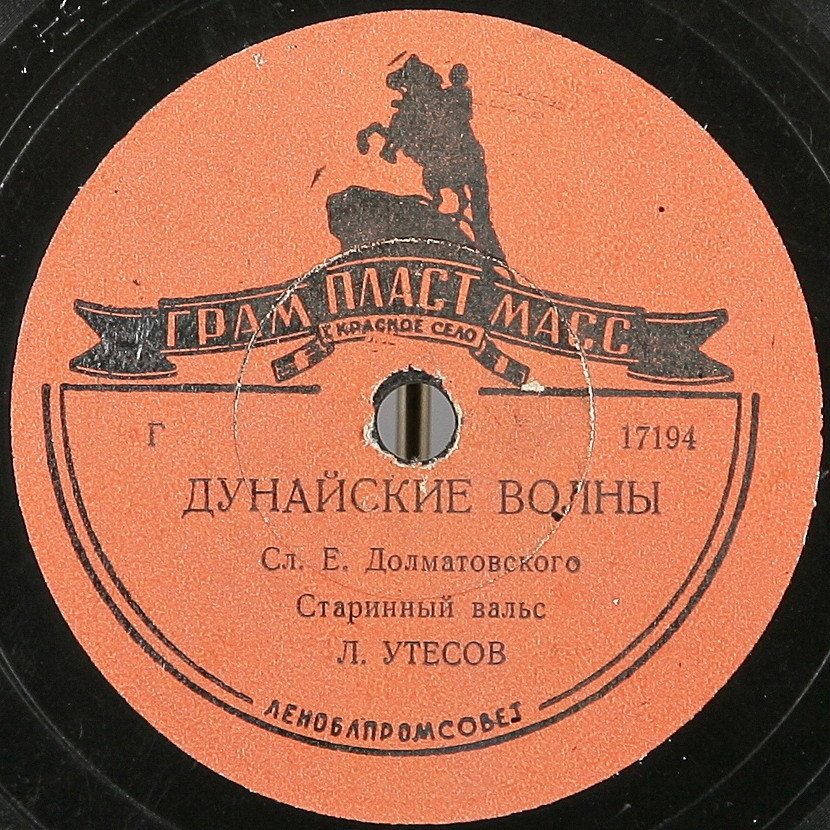 ГРАМ ПЛАСТ МАСС
КРАСНОЕ СЕЛО
Г 17194
ДУНАЙСКИЕ ВОЛНЫ
Сл. Е. Долматовского
Старинный вальс
Л. УТЕСОВ
ЛЕНОБЛПРОМСОВЕТ